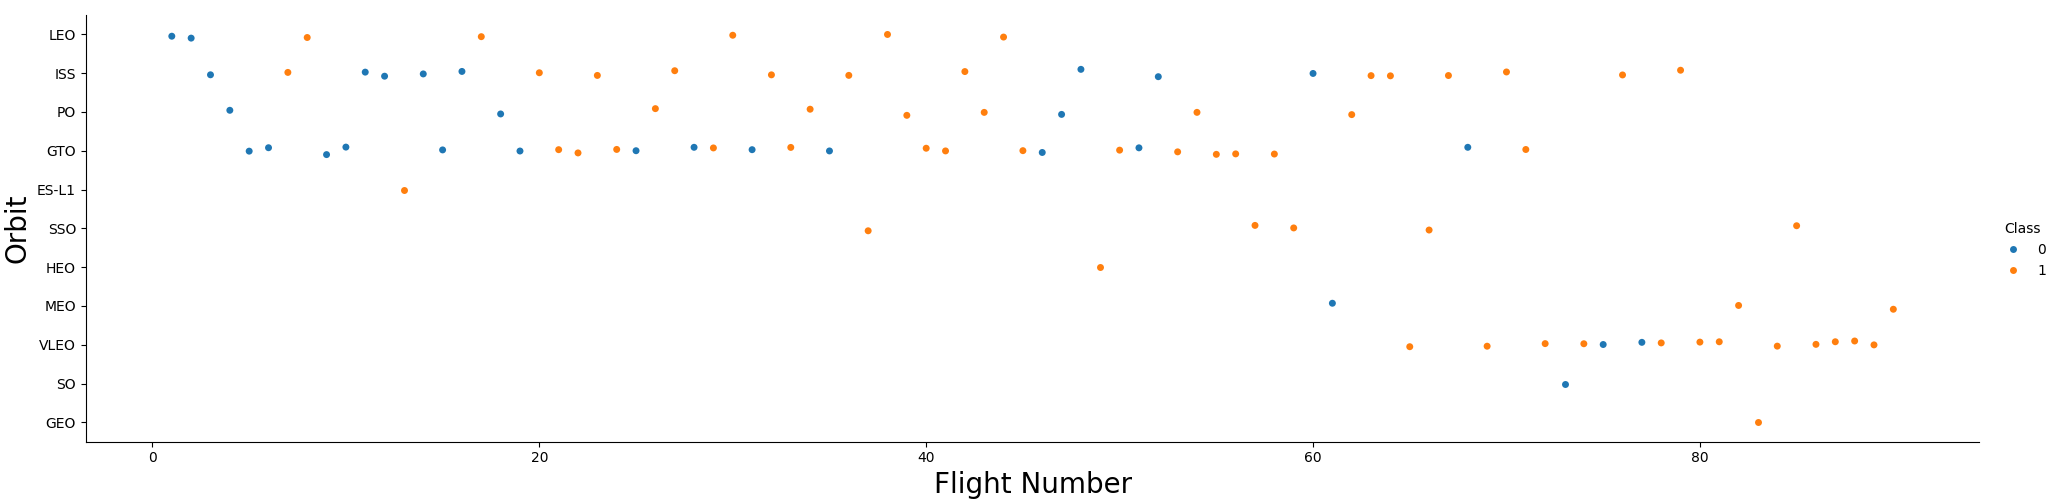 Orbit
LEO
ISS
PO
GTO
ES-L1
SSO
HEO
MEO
VLEO
SO
GEO
0 20 40 60 80
Flight Number
Class
0
1